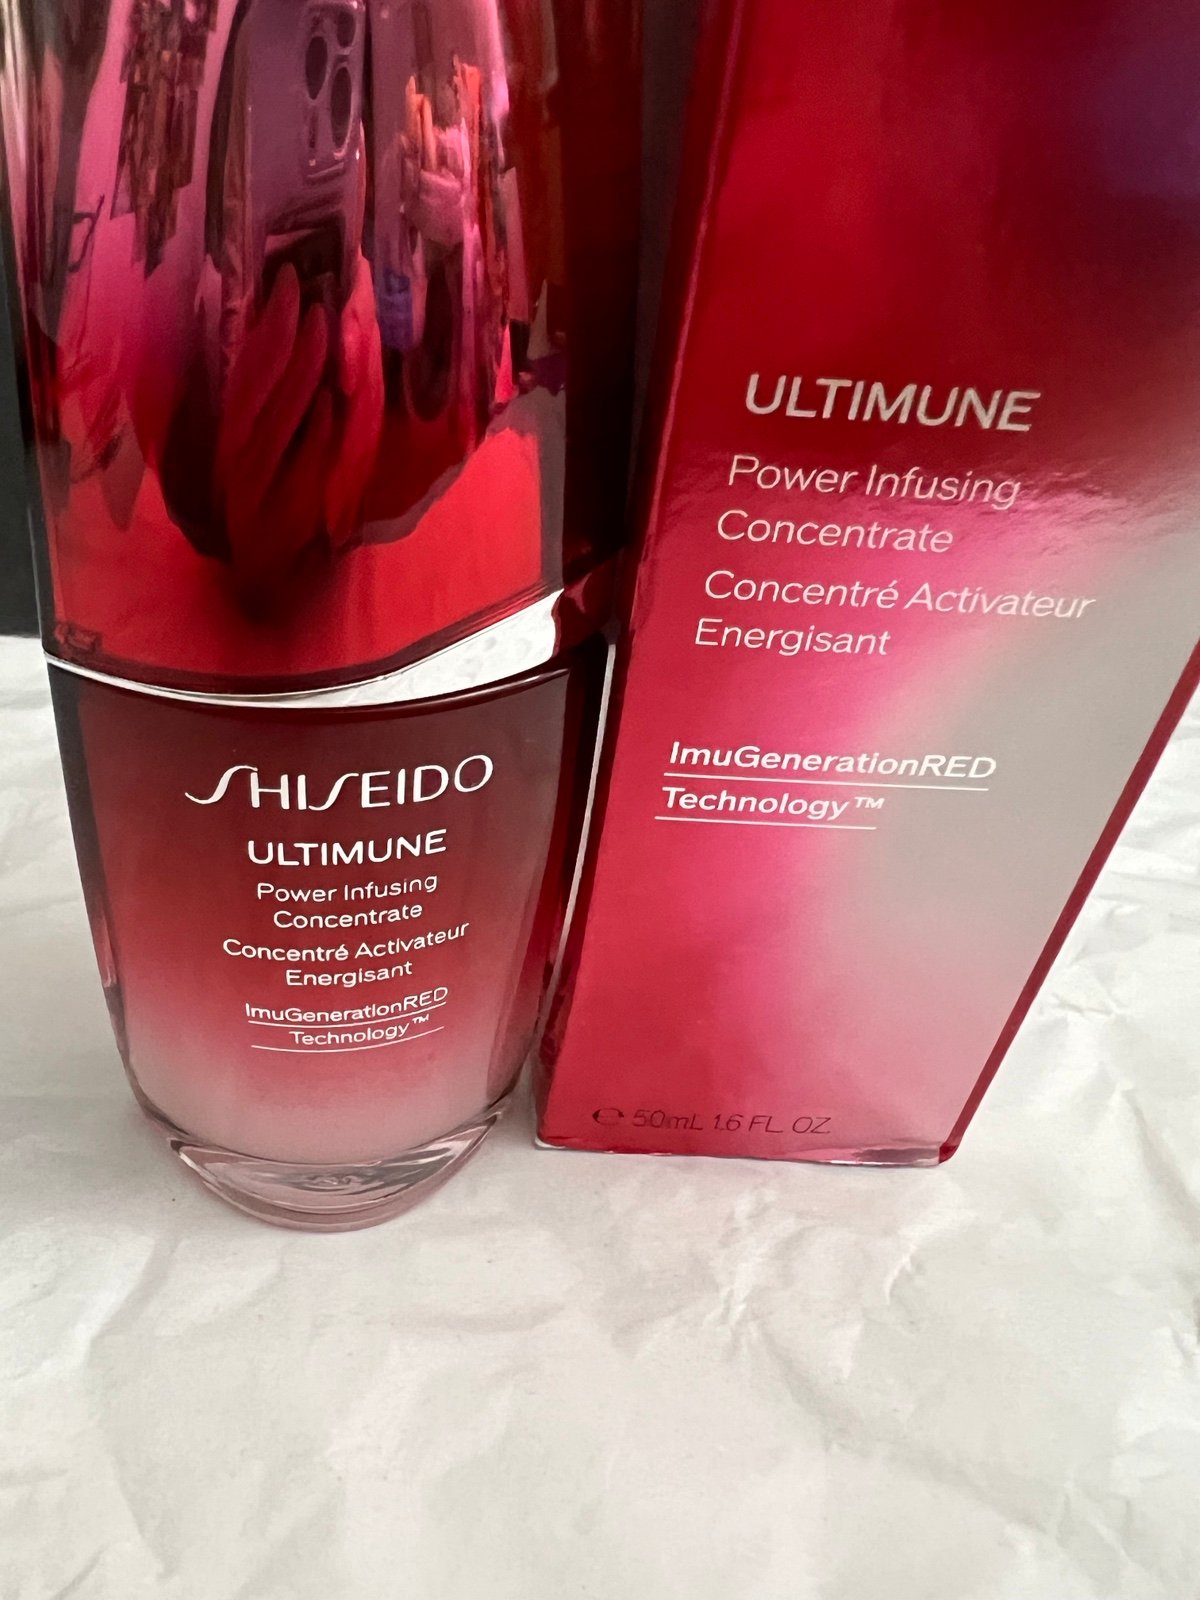 SHISEIDO
ULTIMUNE
Power Infusing
Concentrate
Concentré Activateur
Energisant
ImuGenerationRED
Technology™
ULTIMUNE
Power Infusing
Concentrate
Concentré Activateur
Energisant
ImuGenerationRED
Technology™
℮ 50mL 1.6 FL. OZ